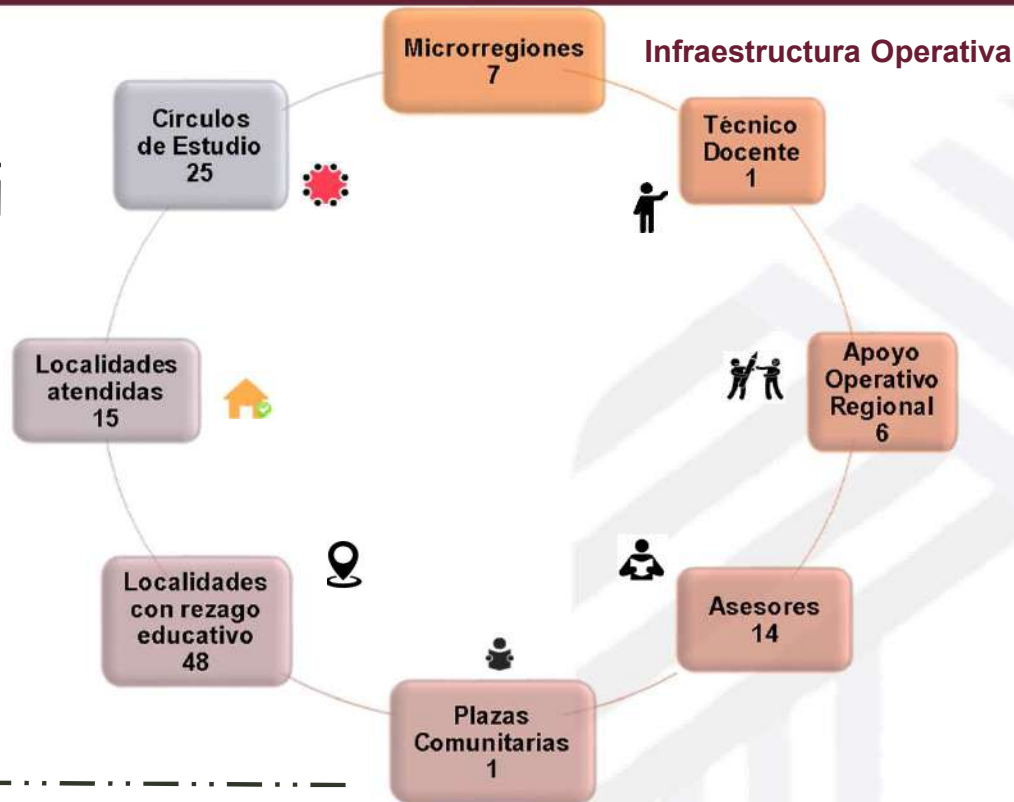 Infraestructura Operativa
Microrregiones
7
Técnico
Docente
1
Apoyo
Operativo
Regional
6
Asesores
14
Plazas
Comunitarias
1
Localidades
con rezago
educativo
48
Localidades
atendidas
15
Círculos
de Estudio
25